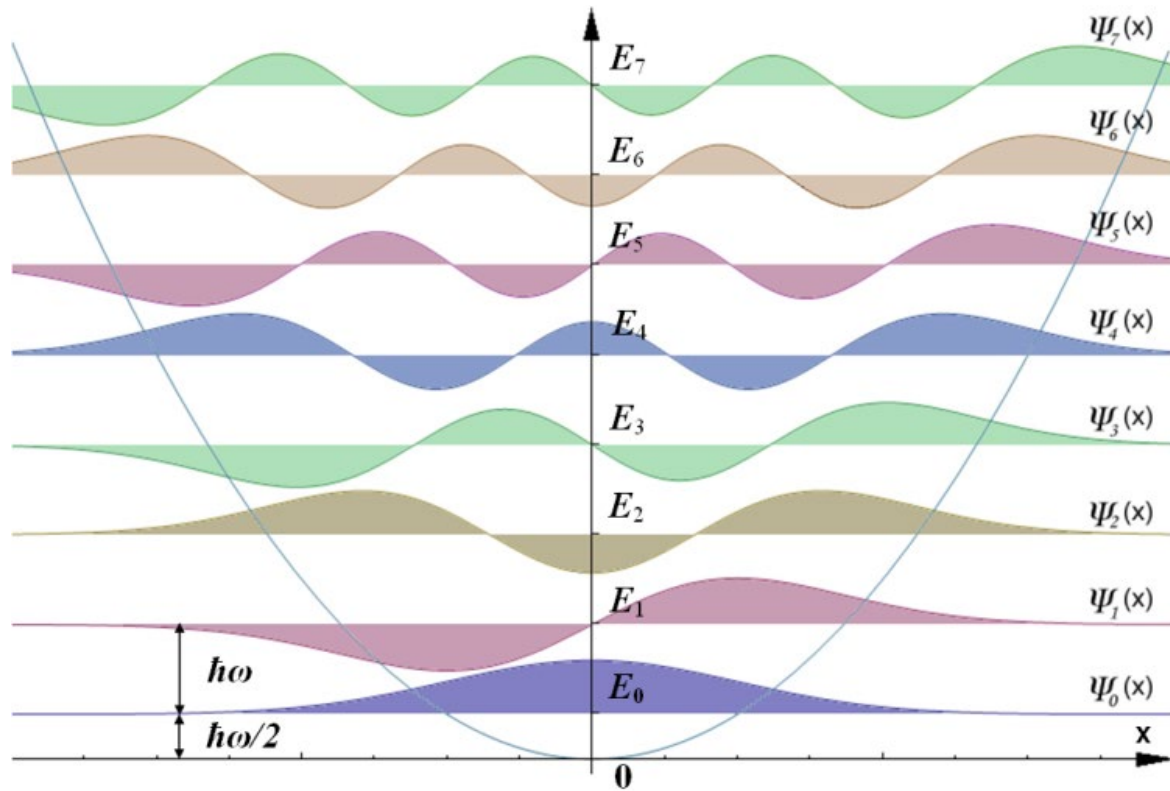 E₇ Ψ₇(x)
E₆ Ψ₆(x)
E₅ Ψ₅(x)
E₄ Ψ₄(x)
E₃ Ψ₃(x)
E₂ Ψ₂(x)
E₁ Ψ₁(x)
ħω
E₀ Ψ₀(x)
ħω/2
x
0